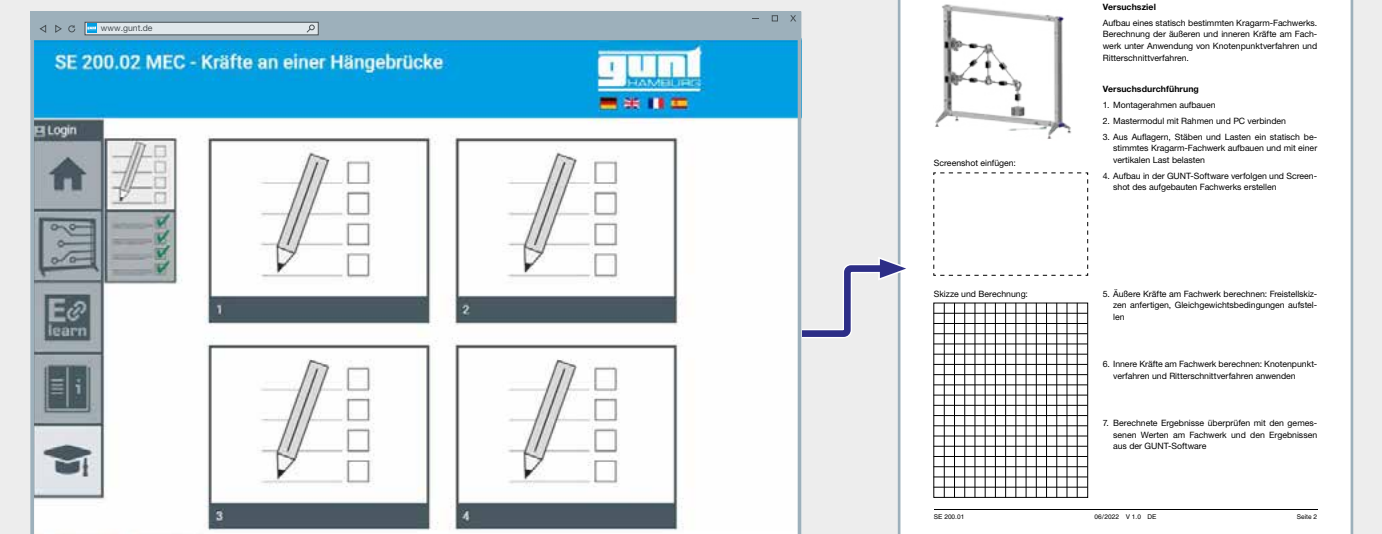 www.gunt.de
SE 200.02 MEC - Kräfte an einer Hängebrücke
gunt
HAMBURG
Login
E
learn
i
1
2
3
4
Versuchsziel
Aufbau eines statisch bestimmten Kragarm-Fachwerks.
Berechnung der äußeren und inneren Kräfte am Fach-
werk unter Anwendung von Knotenpunktverfahren und
Ritterschnittverfahren.
Versuchsdurchführung
1. Montagerahmen aufbauen
2. Mastermodul mit Rahmen und PC verbinden
3. Aus Auflagern, Stäben und Lasten ein statisch be-
stimmtes Kragarm-Fachwerk aufbauen und mit einer
vertikalen Last belasten
4. Aufbau in der GUNT-Software verfolgen und Screen-
shot des aufgebauten Fachwerks erstellen
Screenshot einfügen:
Skizze und Berechnung:
5. Äußere Kräfte am Fachwerk berechnen: Freistellskiz-
zen anfertigen, Gleichgewichtsbedingungen aufstel-
len
6. Innere Kräfte am Fachwerk berechnen: Knotenpunkt-
verfahren und Ritterschnittverfahren anwenden
7. Berechnete Ergebnisse überprüfen mit den gemes-
senen Werten am Fachwerk und den Ergebnissen
aus der GUNT-Software
SE 200.01 06/2022 V 1.0 DE Seite 2